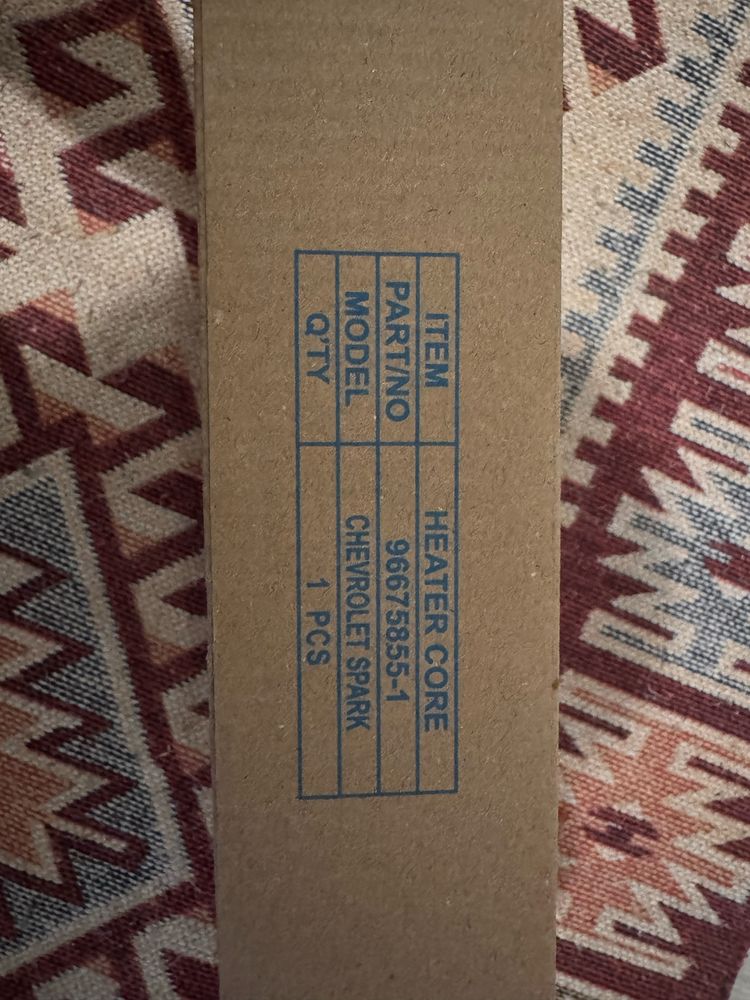 ITEM HEATER CORE
PART/NO 96675855-1
MODEL CHEVROLET SPARK
Q'TY 1 PCS